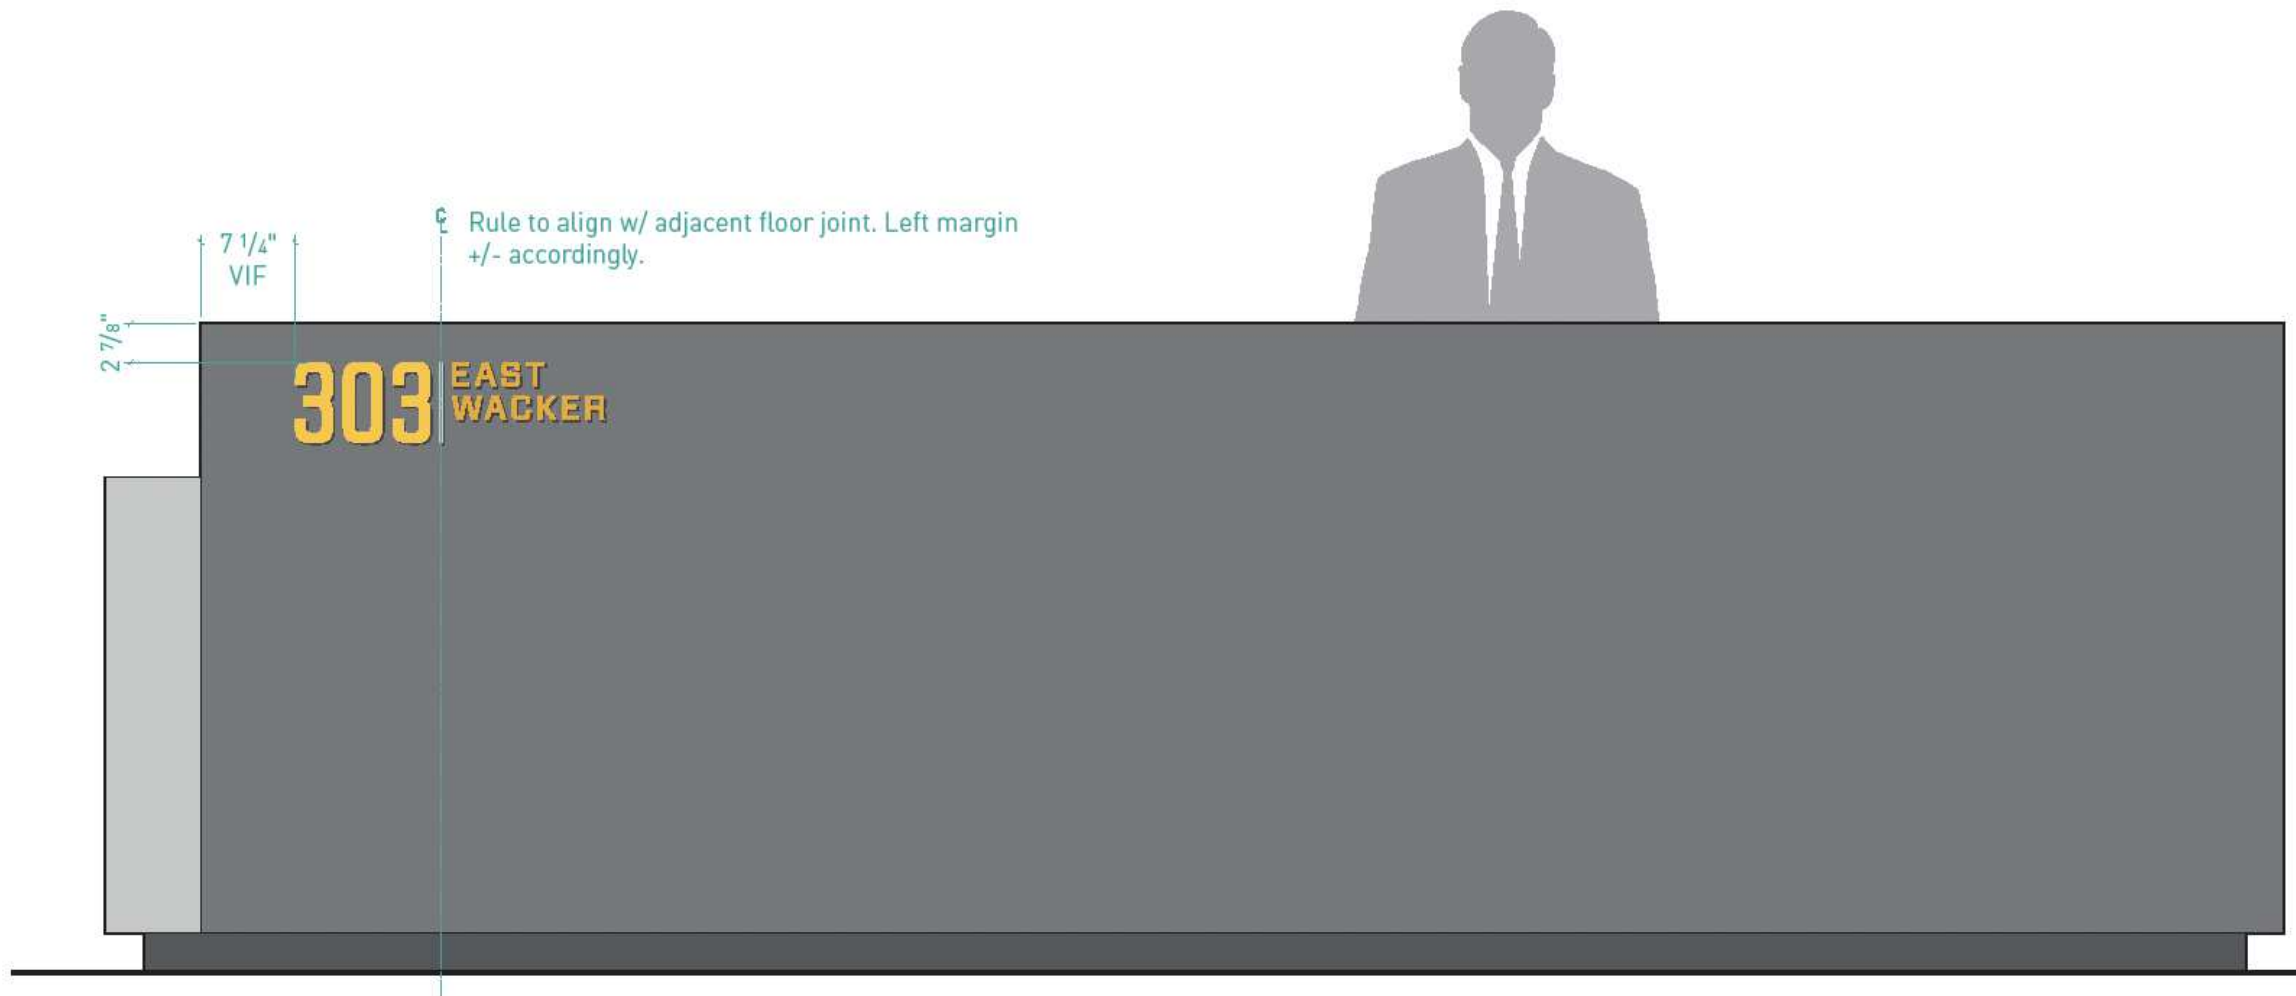 ℄ Rule to align w/ adjacent floor joint. Left margin
+/- accordingly.
7 1/4"
VIF
2 7/8"
303 EAST
WACKER